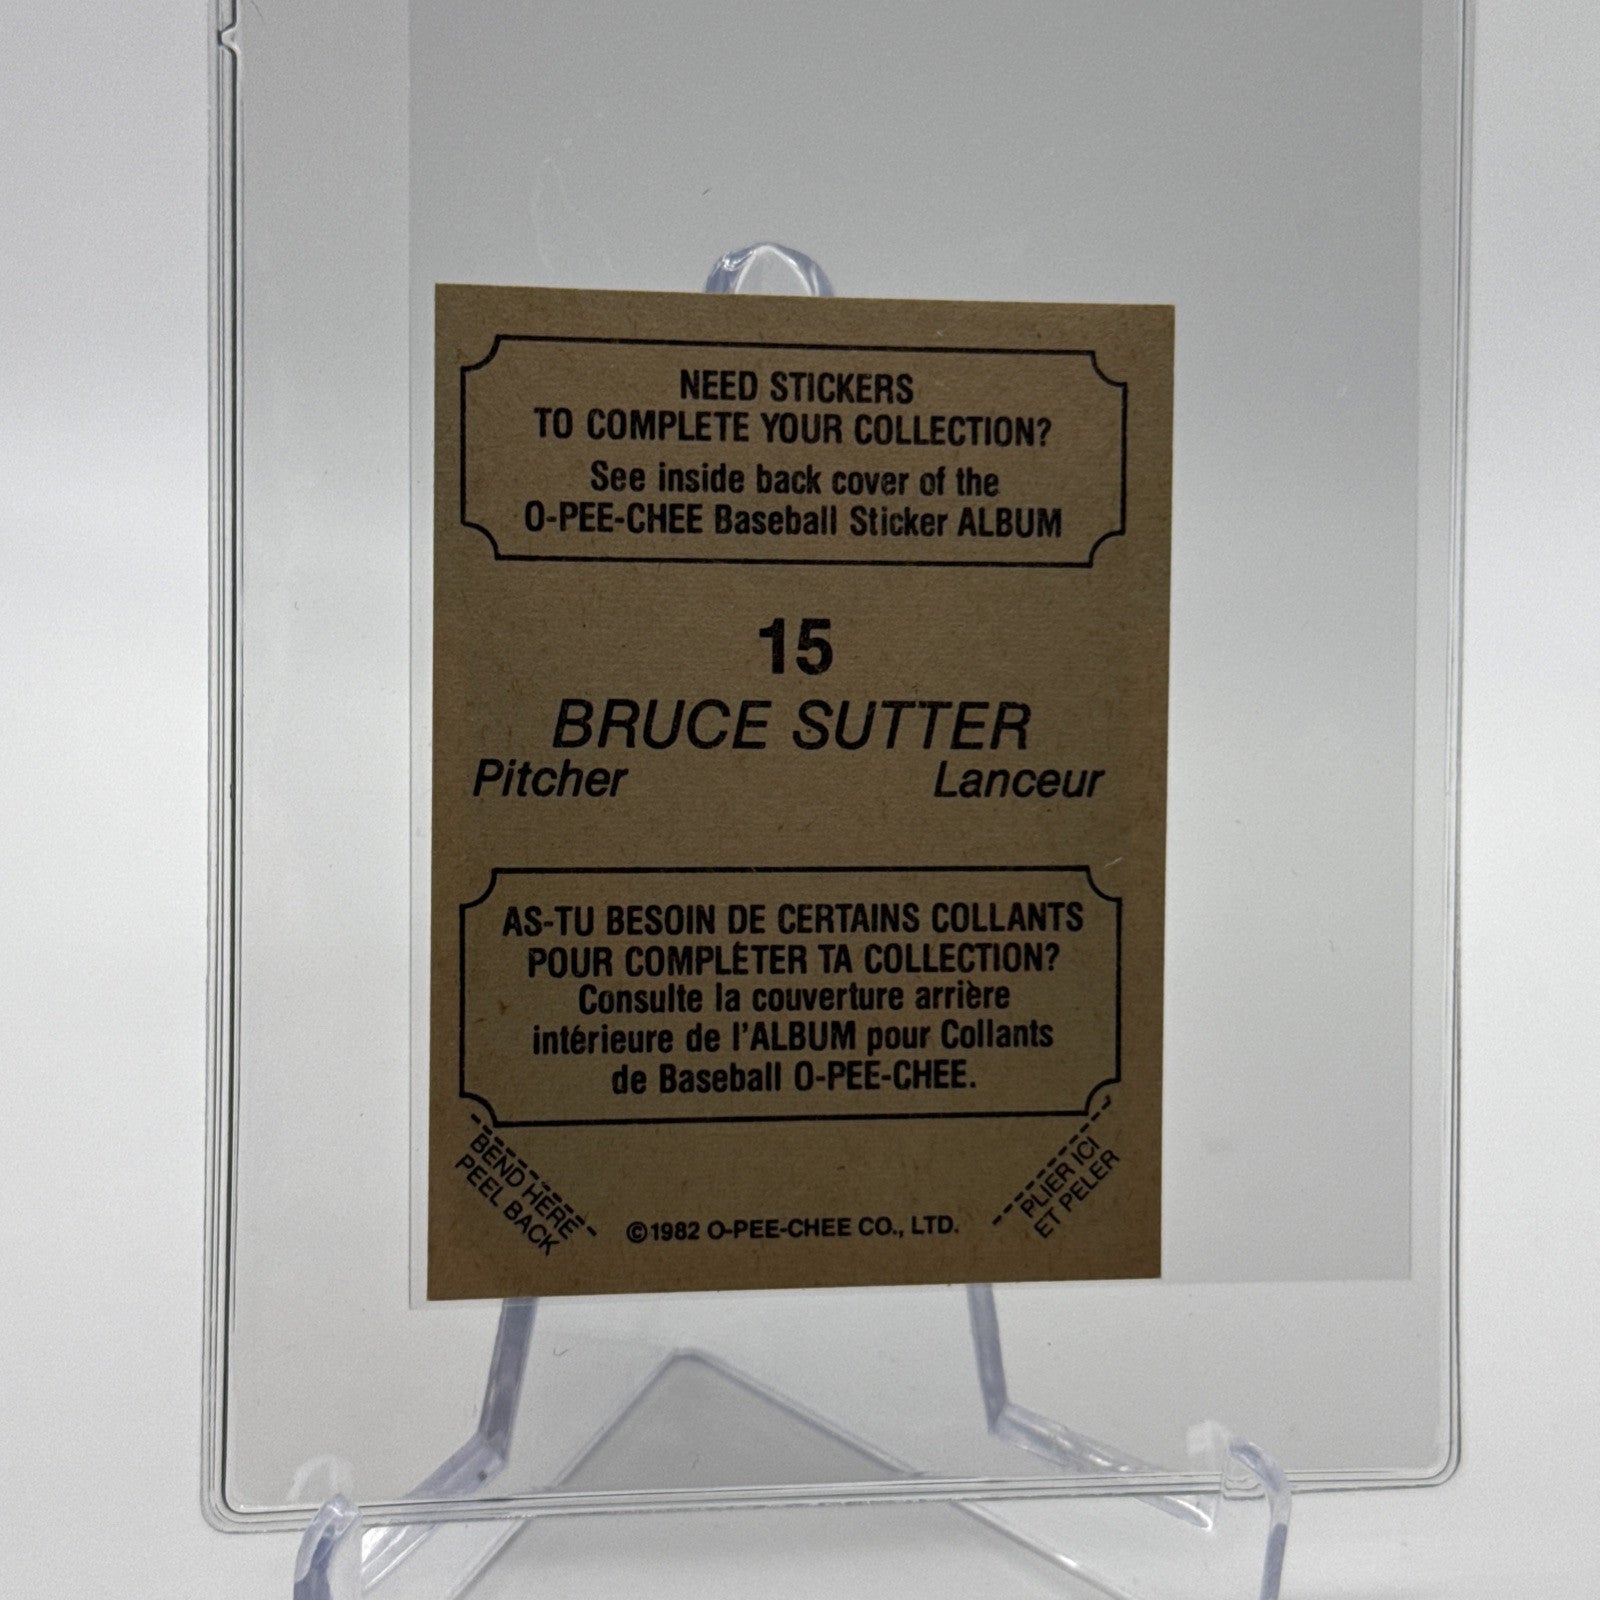 NEED STICKERS
TO COMPLETE YOUR COLLECTION?
See inside back cover of the
O-PEE-CHEE Baseball Sticker ALBUM
15
BRUCE SUTTER
Pitcher Lanceur
AS-TU BESOIN DE CERTAINS COLLANTS
POUR COMPLÉTER TA COLLECTION?
Consulte la couverture arrière
intérieure de l'ALBUM pour Collants
de Baseball O-PEE-CHEE.
BEND HERE
PEEL BACK
©1982 O-PEE-CHEE CO., LTD.
PLIER ICI
ET PELER